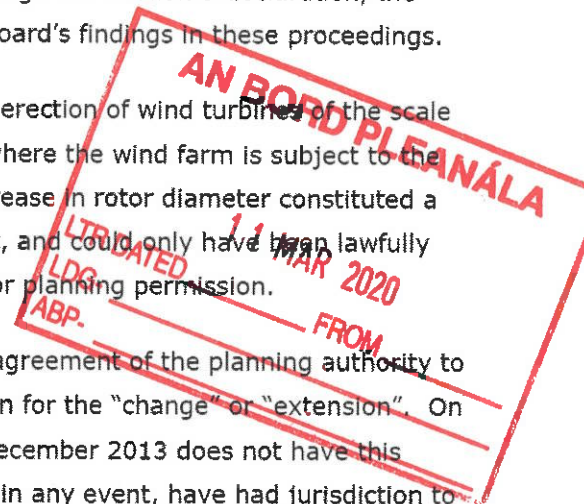 oard's findings in these proceedings.
erection of wind turbines of the scale
where the wind farm is subject to the
rease in rotor diameter constituted a
, and could only have been lawfully
or planning permission.
agreement of the planning authority to
n for the "change" or "extension". On
ecember 2013 does not have this
in any event, have had jurisdiction to
AN BORD PLEANÁLA
11 MAR 2020
LTR DATED FROM
LDG-
ABP-